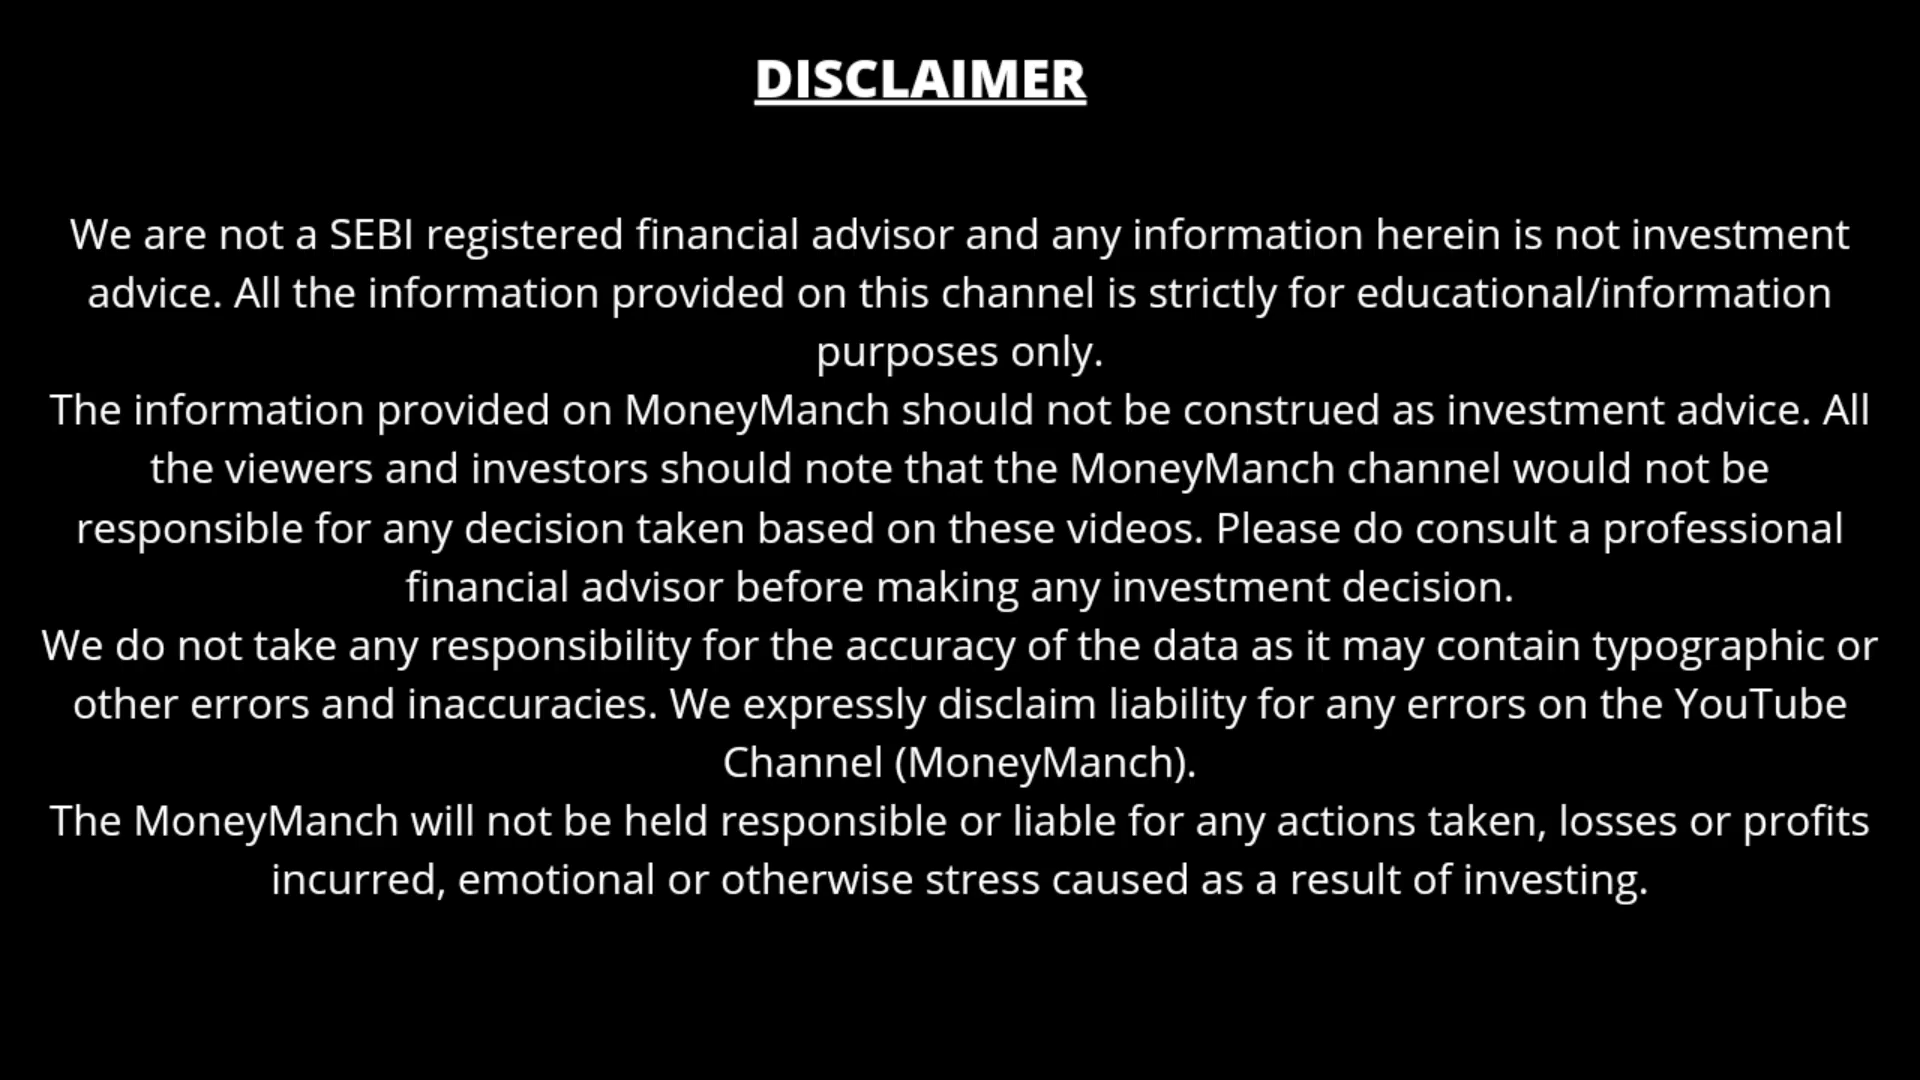 DISCLAIMER
We are not a SEBI registered financial advisor and any information herein is not investment
advice. All the information provided on this channel is strictly for educational/information
purposes only.
The information provided on MoneyManch should not be construed as investment advice. All
the viewers and investors should note that the MoneyManch channel would not be
responsible for any decision taken based on these videos. Please do consult a professional
financial advisor before making any investment decision.
We do not take any responsibility for the accuracy of the data as it may contain typographic or
other errors and inaccuracies. We expressly disclaim liability for any errors on the YouTube
Channel (MoneyManch).
The MoneyManch will not be held responsible or liable for any actions taken, losses or profits
incurred, emotional or otherwise stress caused as a result of investing.